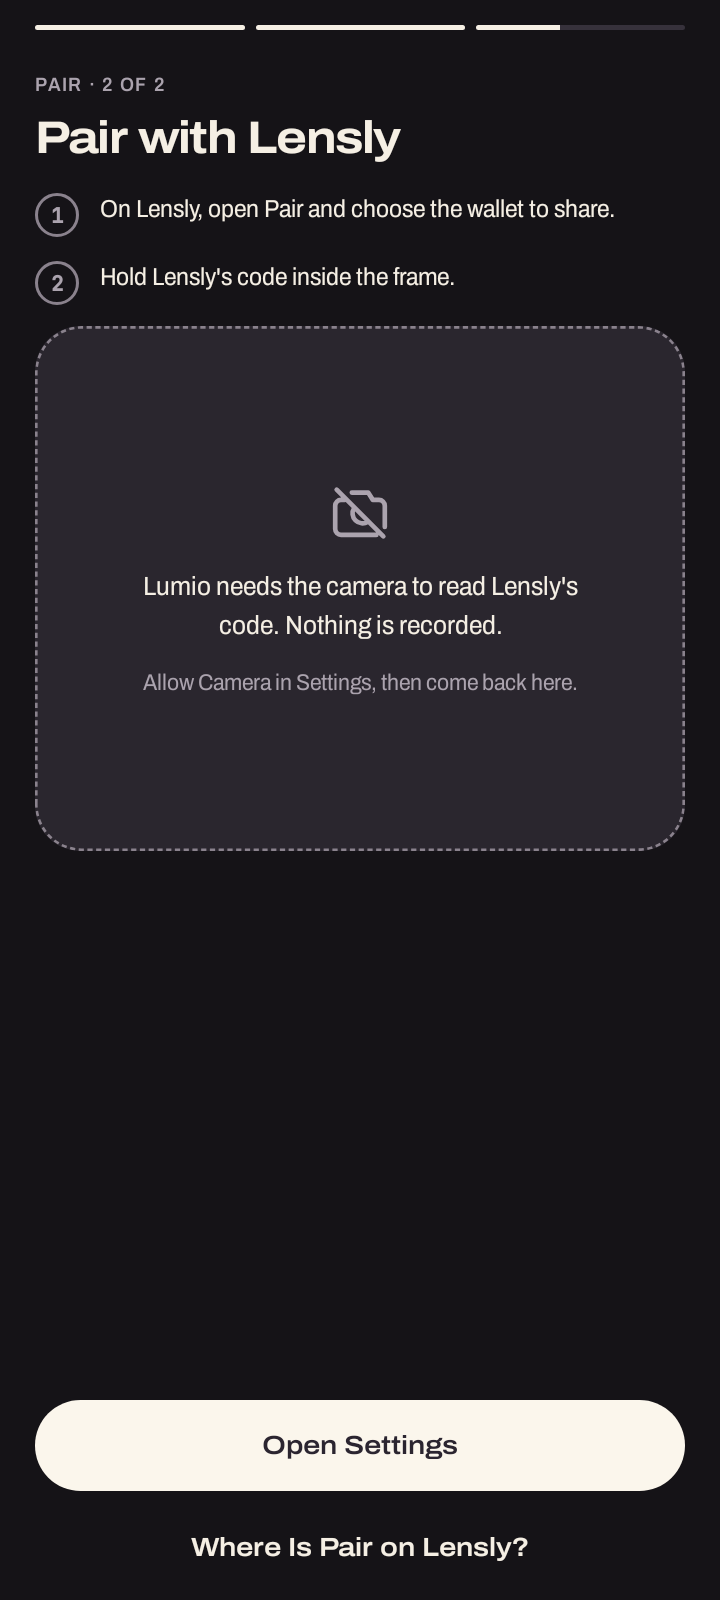 PAIR · 2 OF 2
Pair with Lensly
1 On Lensly, open Pair and choose the wallet to share.
2 Hold Lensly's code inside the frame.
Lumio needs the camera to read Lensly's
code. Nothing is recorded.
Allow Camera in Settings, then come back here.
Open Settings
Where Is Pair on Lensly?